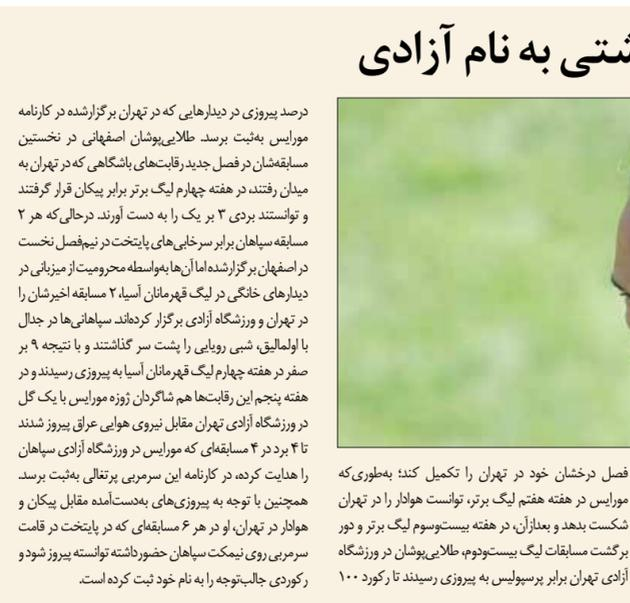 شتی به نام آزادی
فصل درخشان خود در تهران را تکمیل کند؛ به‌طوری‌که
مورایس در هفته هفتم لیگ برتر، توانست هوادار را در تهران
شکست بدهد و بعدازآن، در هفته بیست‌وسوم لیگ برتر و دور
برگشت مسابقات لیگ بیست‌ودوم، طلایی‌پوشان در ورزشگاه
آزادی تهران برابر پرسپولیس به پیروزی رسیدند تا رکورد ۱۰۰
درصد پیروزی در دیدارهایی که در تهران برگزارشده در کارنامه
مورایس به‌ثبت برسد. طلایی‌پوشان اصفهانی در نخستین
مسابقه‌شان در فصل جدید رقابت‌های باشگاهی که در تهران به
میدان رفتند، در هفته چهارم لیگ برتر برابر پیکان قرار گرفتند
و توانستند بردی ۳ بر یک را به دست آورند. درحالی‌که هر ۲
مسابقه سپاهان برابر سرخابی‌های پایتخت در نیم‌فصل نخست
در اصفهان برگزارشده اما آن‌ها به‌واسطه محرومیت از میزبانی در
دیدارهای خانگی در لیگ قهرمانان آسیا، ۲ مسابقه اخیرشان را
در تهران و ورزشگاه آزادی برگزار کرده‌اند. سپاهانی‌ها در جدال
با اولمالیق، شبی رویایی را پشت سر گذاشتند و با نتیجه ۹ بر
صفر در هفته چهارم لیگ قهرمانان آسیا به پیروزی رسیدند و در
هفته پنجم این رقابت‌ها هم شاگردان ژوزه مورایس با یک گل
در ورزشگاه آزادی تهران مقابل نیروی هوایی عراق پیروز شدند
تا ۴ برد در ۴ مسابقه‌ای که مورایس در ورزشگاه آزادی سپاهان
را هدایت کرده، در کارنامه این سرمربی پرتغالی به‌ثبت برسد.
همچنین با توجه به پیروزی‌های به‌دست‌آمده مقابل پیکان و
هوادار در تهران، او در هر ۶ مسابقه‌ای که در پایتخت در قامت
سرمربی روی نیمکت سپاهان حضورداشته توانسته پیروز شود و
رکوردی جالب‌توجه را به نام خود ثبت کرده است.